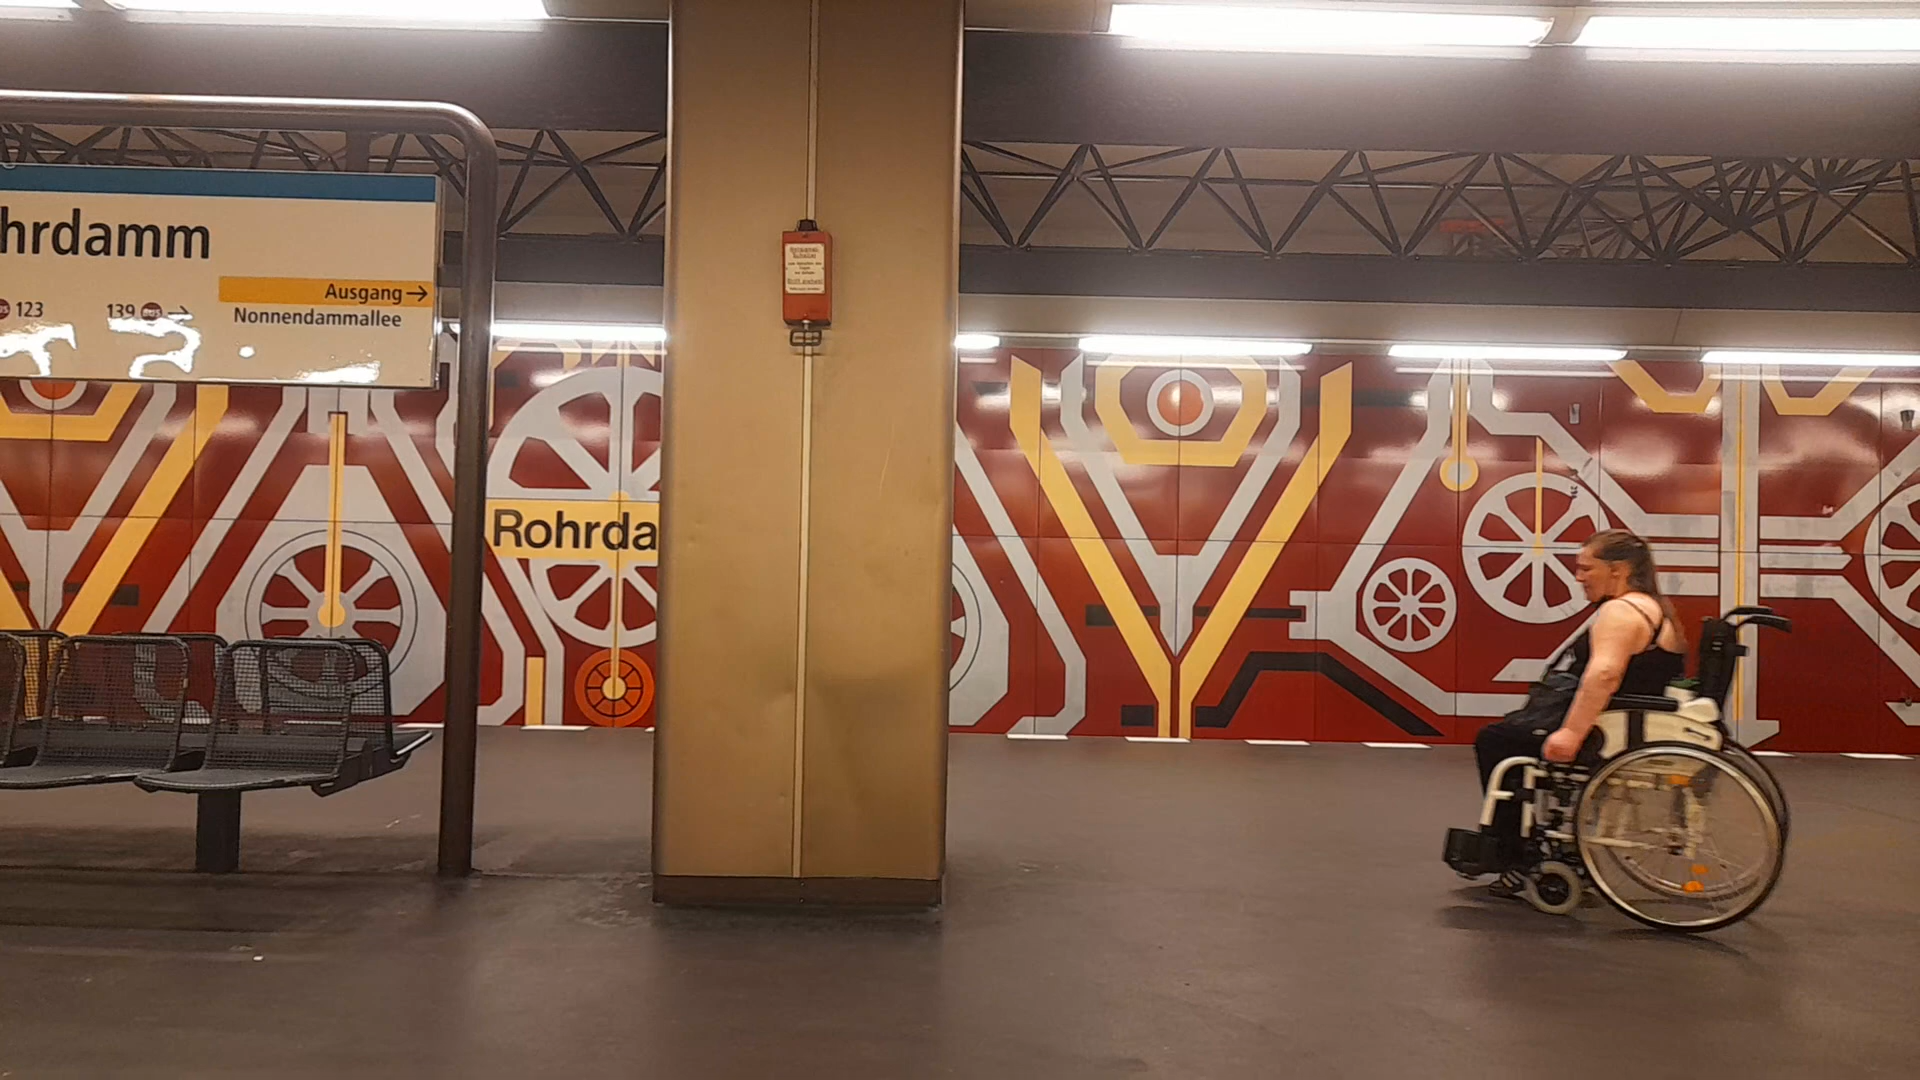 hrdamm
Ausgang→
123
139 →
Nonnendammallee
Rohrda